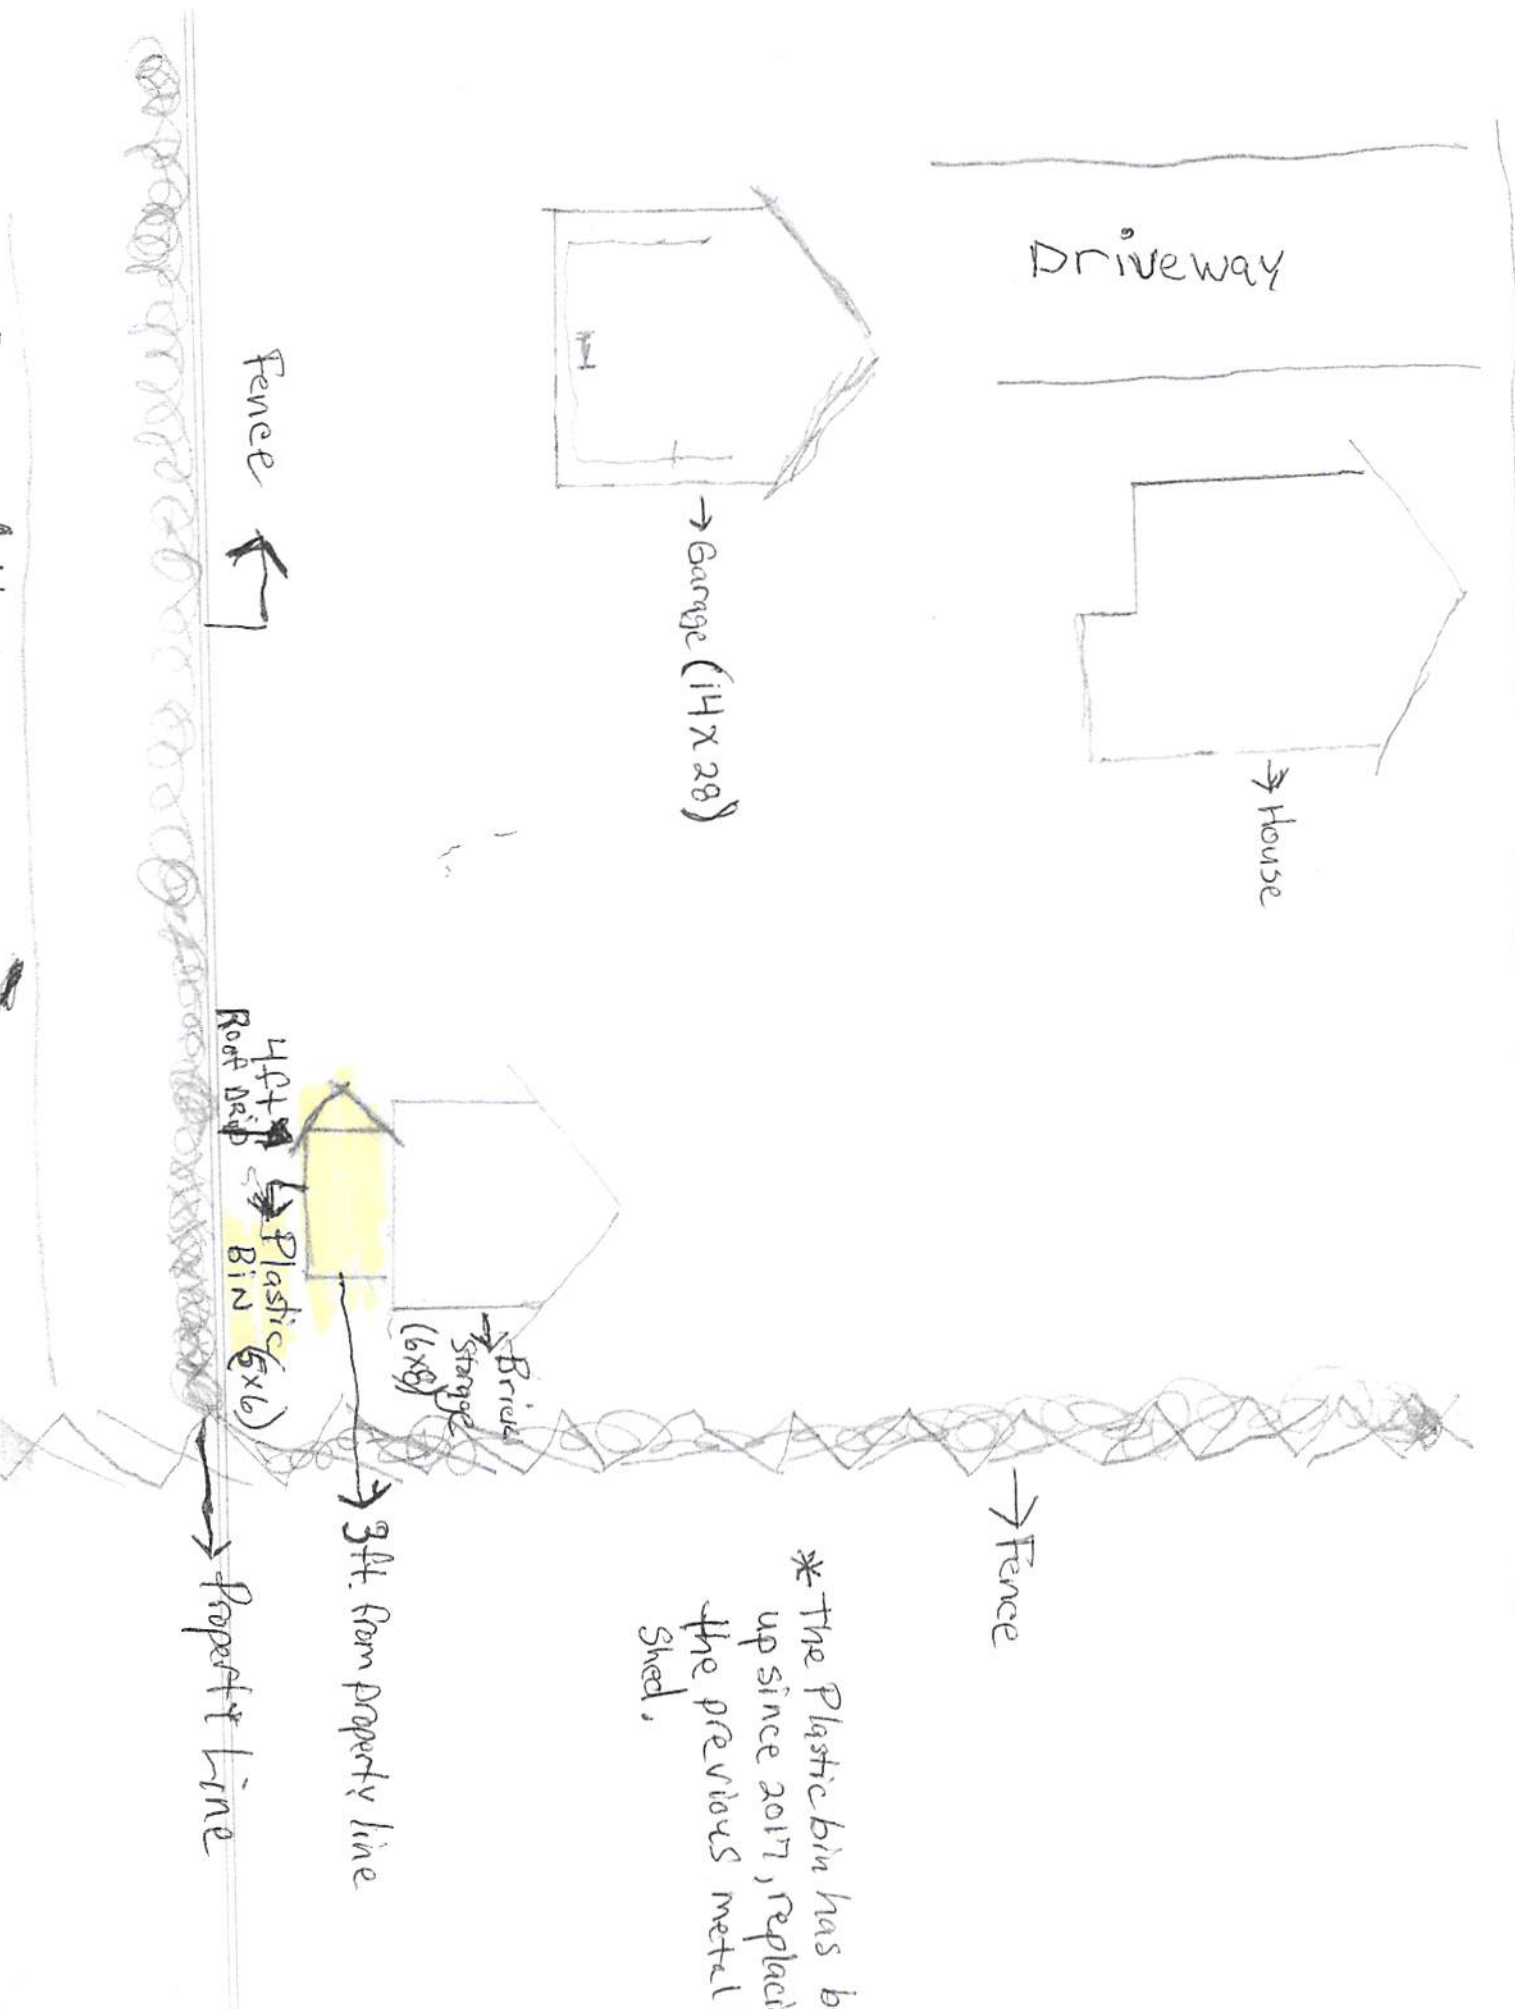 Driveway
→ House
→ Garage (14 x 28)
Fence
→ Fence
* The Plastic bin has b
up since 2017, replaci
the previous metal
shed.
→ Brick
Storage
(6x8)
4ft
Roof Drip
Plastic
BiN (5x6)
3ft. from property line
Property Line